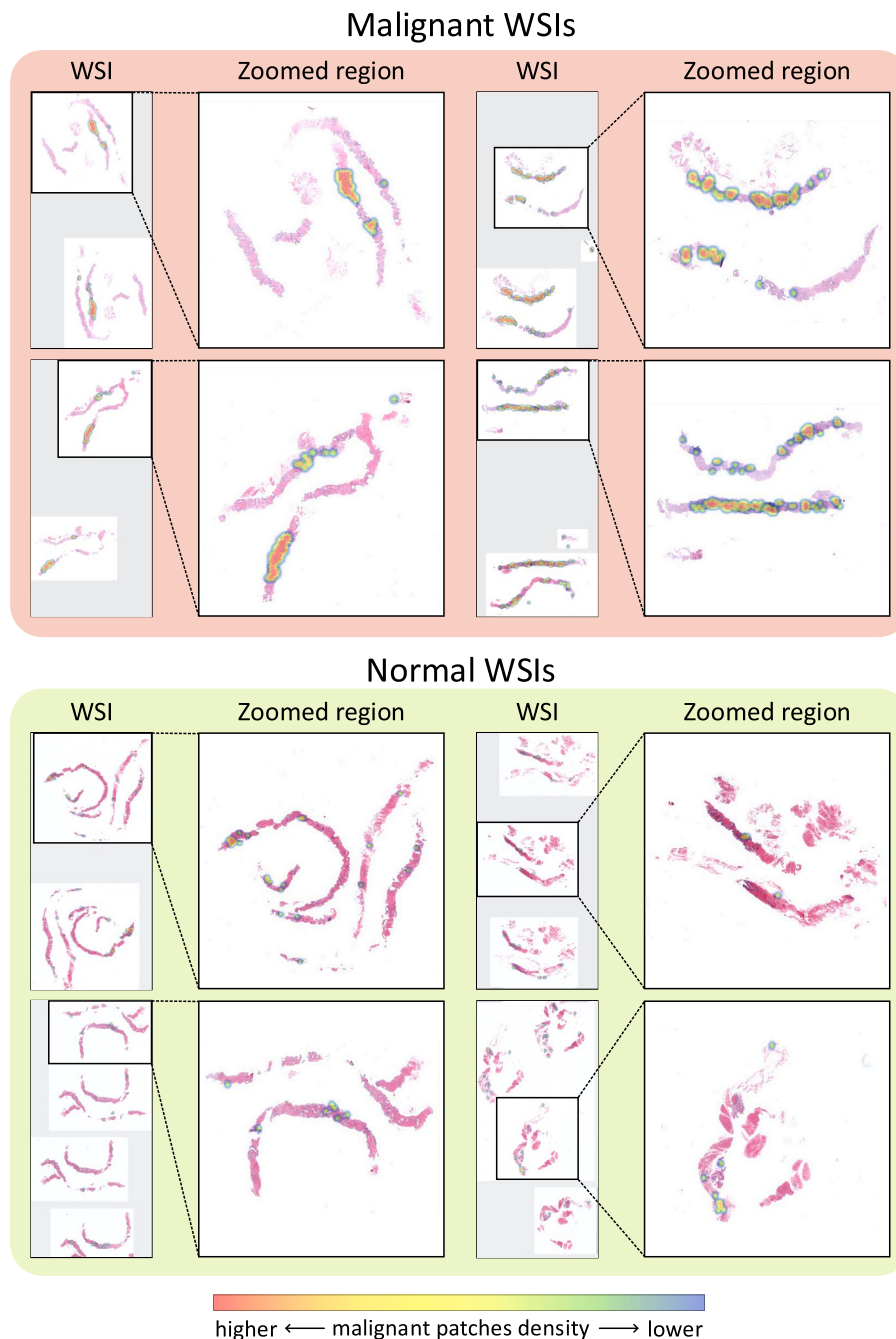 Malignant WSIs
WSI Zoomed region WSI Zoomed region
Normal WSIs
WSI Zoomed region WSI Zoomed region
higher ← malignant patches density → lower